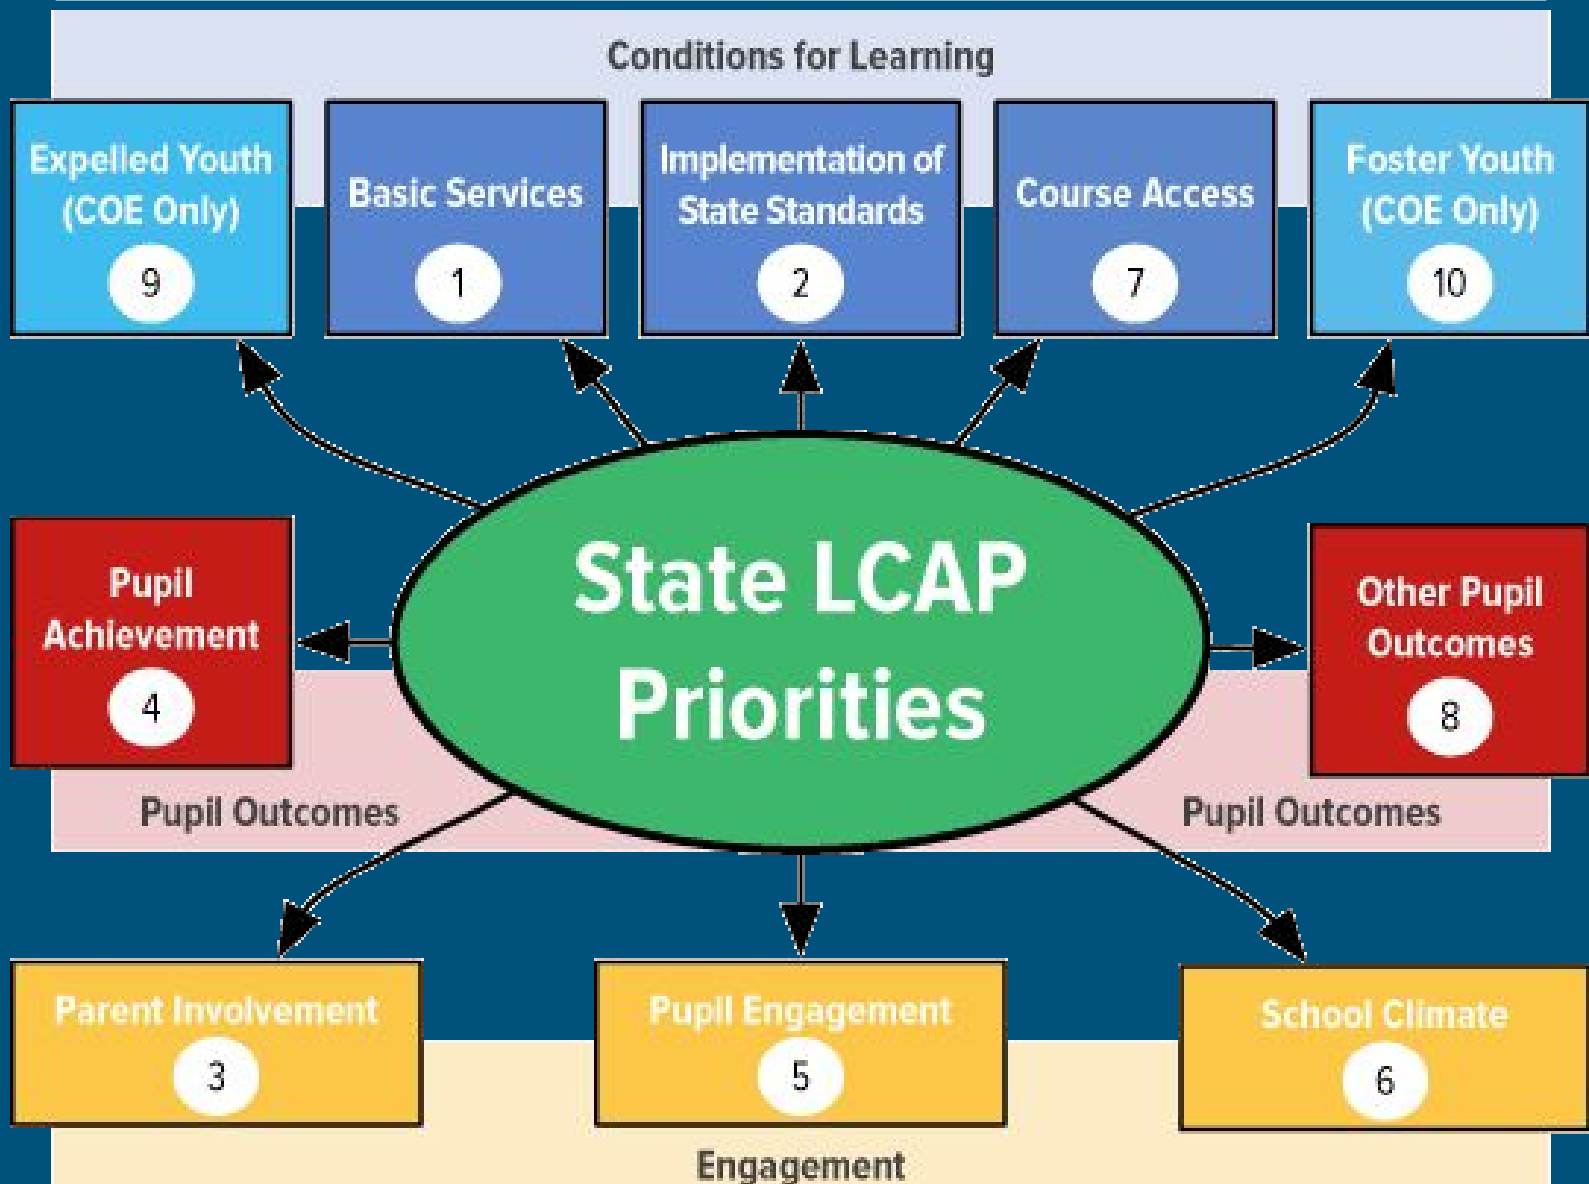 Conditions for Learning
Expelled Youth
(COE Only)
9
Basic Services
1
Implementation of
State Standards
2
Course Access
7
Foster Youth
(COE Only)
10
State LCAP
Priorities
Pupil
Achievement
4
Other Pupil
Outcomes
8
Pupil Outcomes
Pupil Outcomes
Parent Involvement
3
Pupil Engagement
5
School Climate
6
Engagement